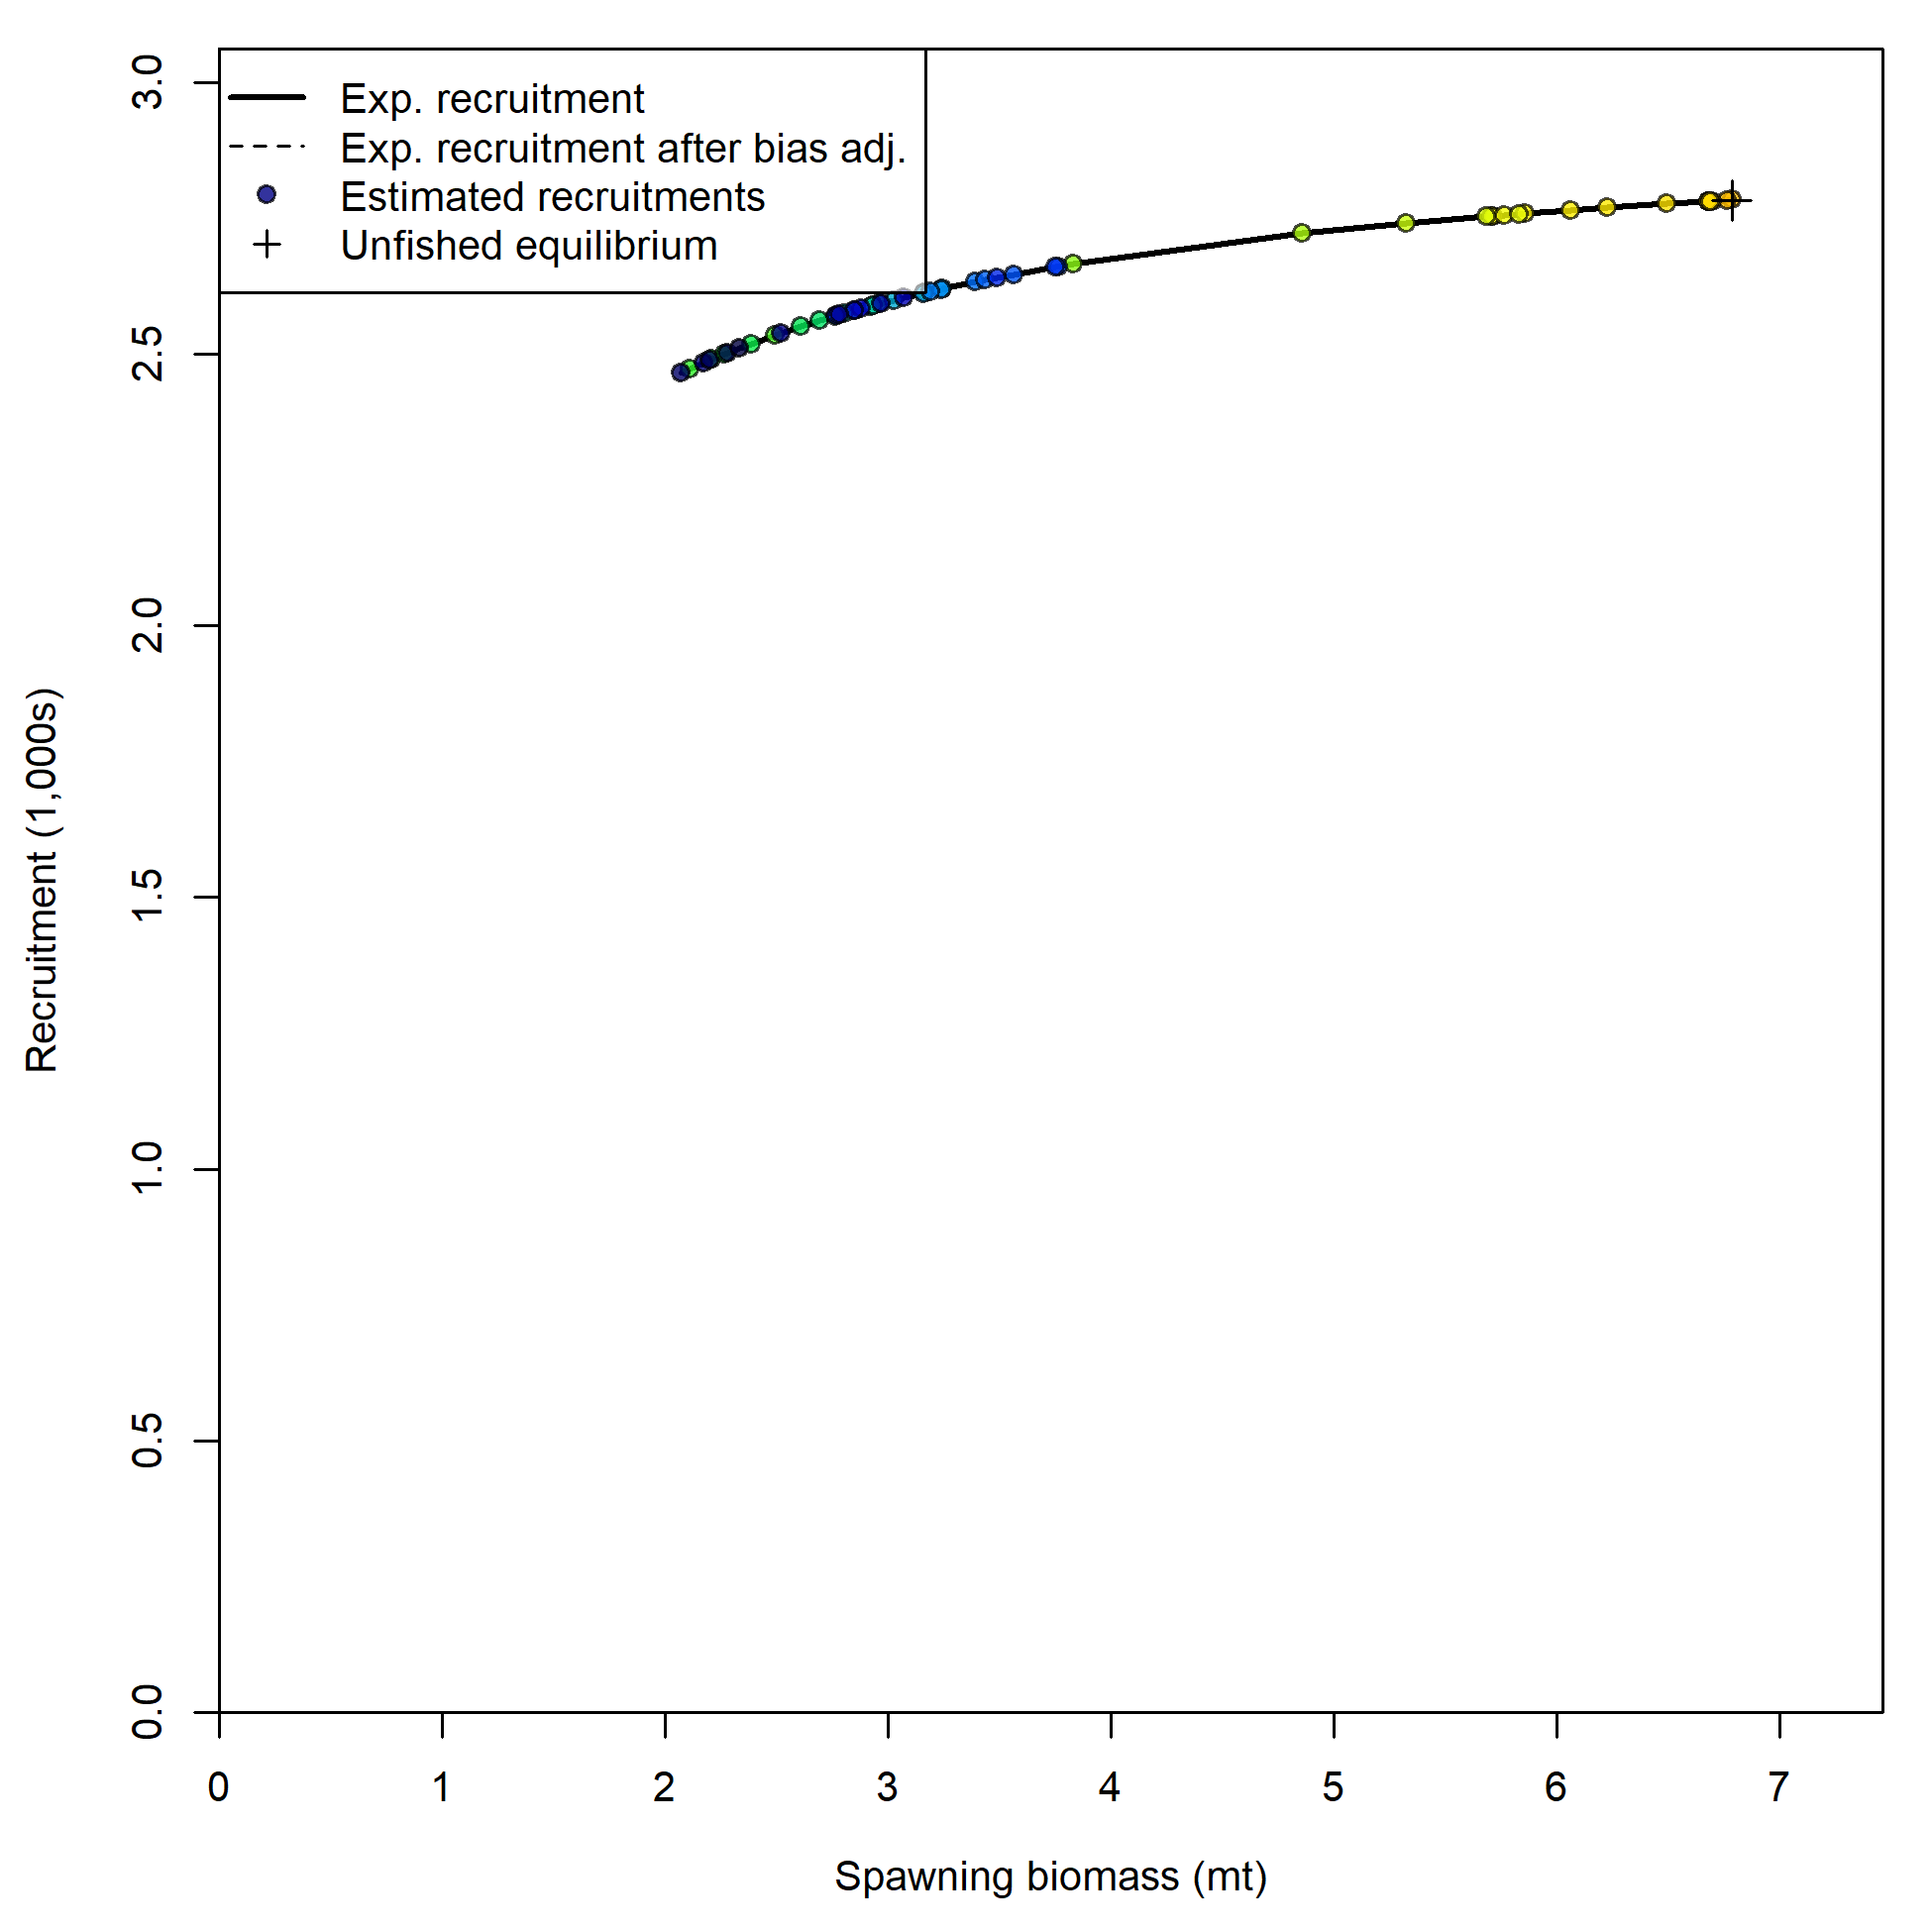 Exp. recruitment
Exp. recruitment after bias adj.
Estimated recruitments
Unfished equilibrium
3.0
2.5
2.0
1.5
1.0
0.5
0.0
Recruitment (1,000s)
0 1 2 3 4 5 6 7
Spawning biomass (mt)